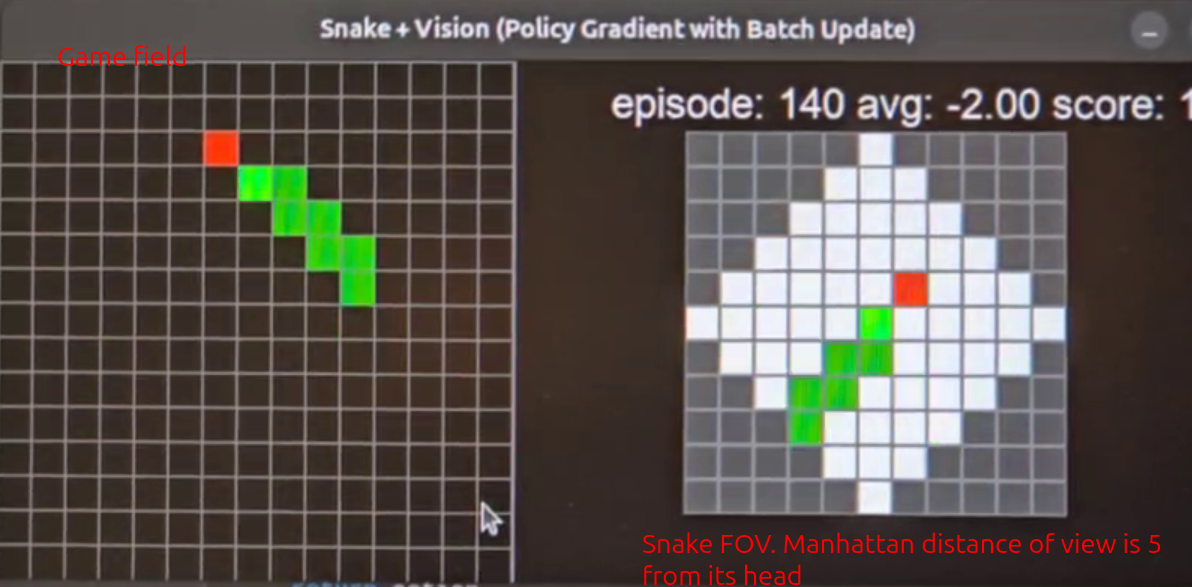 Snake + Vision (Policy Gradient with Batch Update)
Game field
episode: 140 avg: -2.00 score: 1
Snake FOV. Manhattan distance of view is 5
from its head